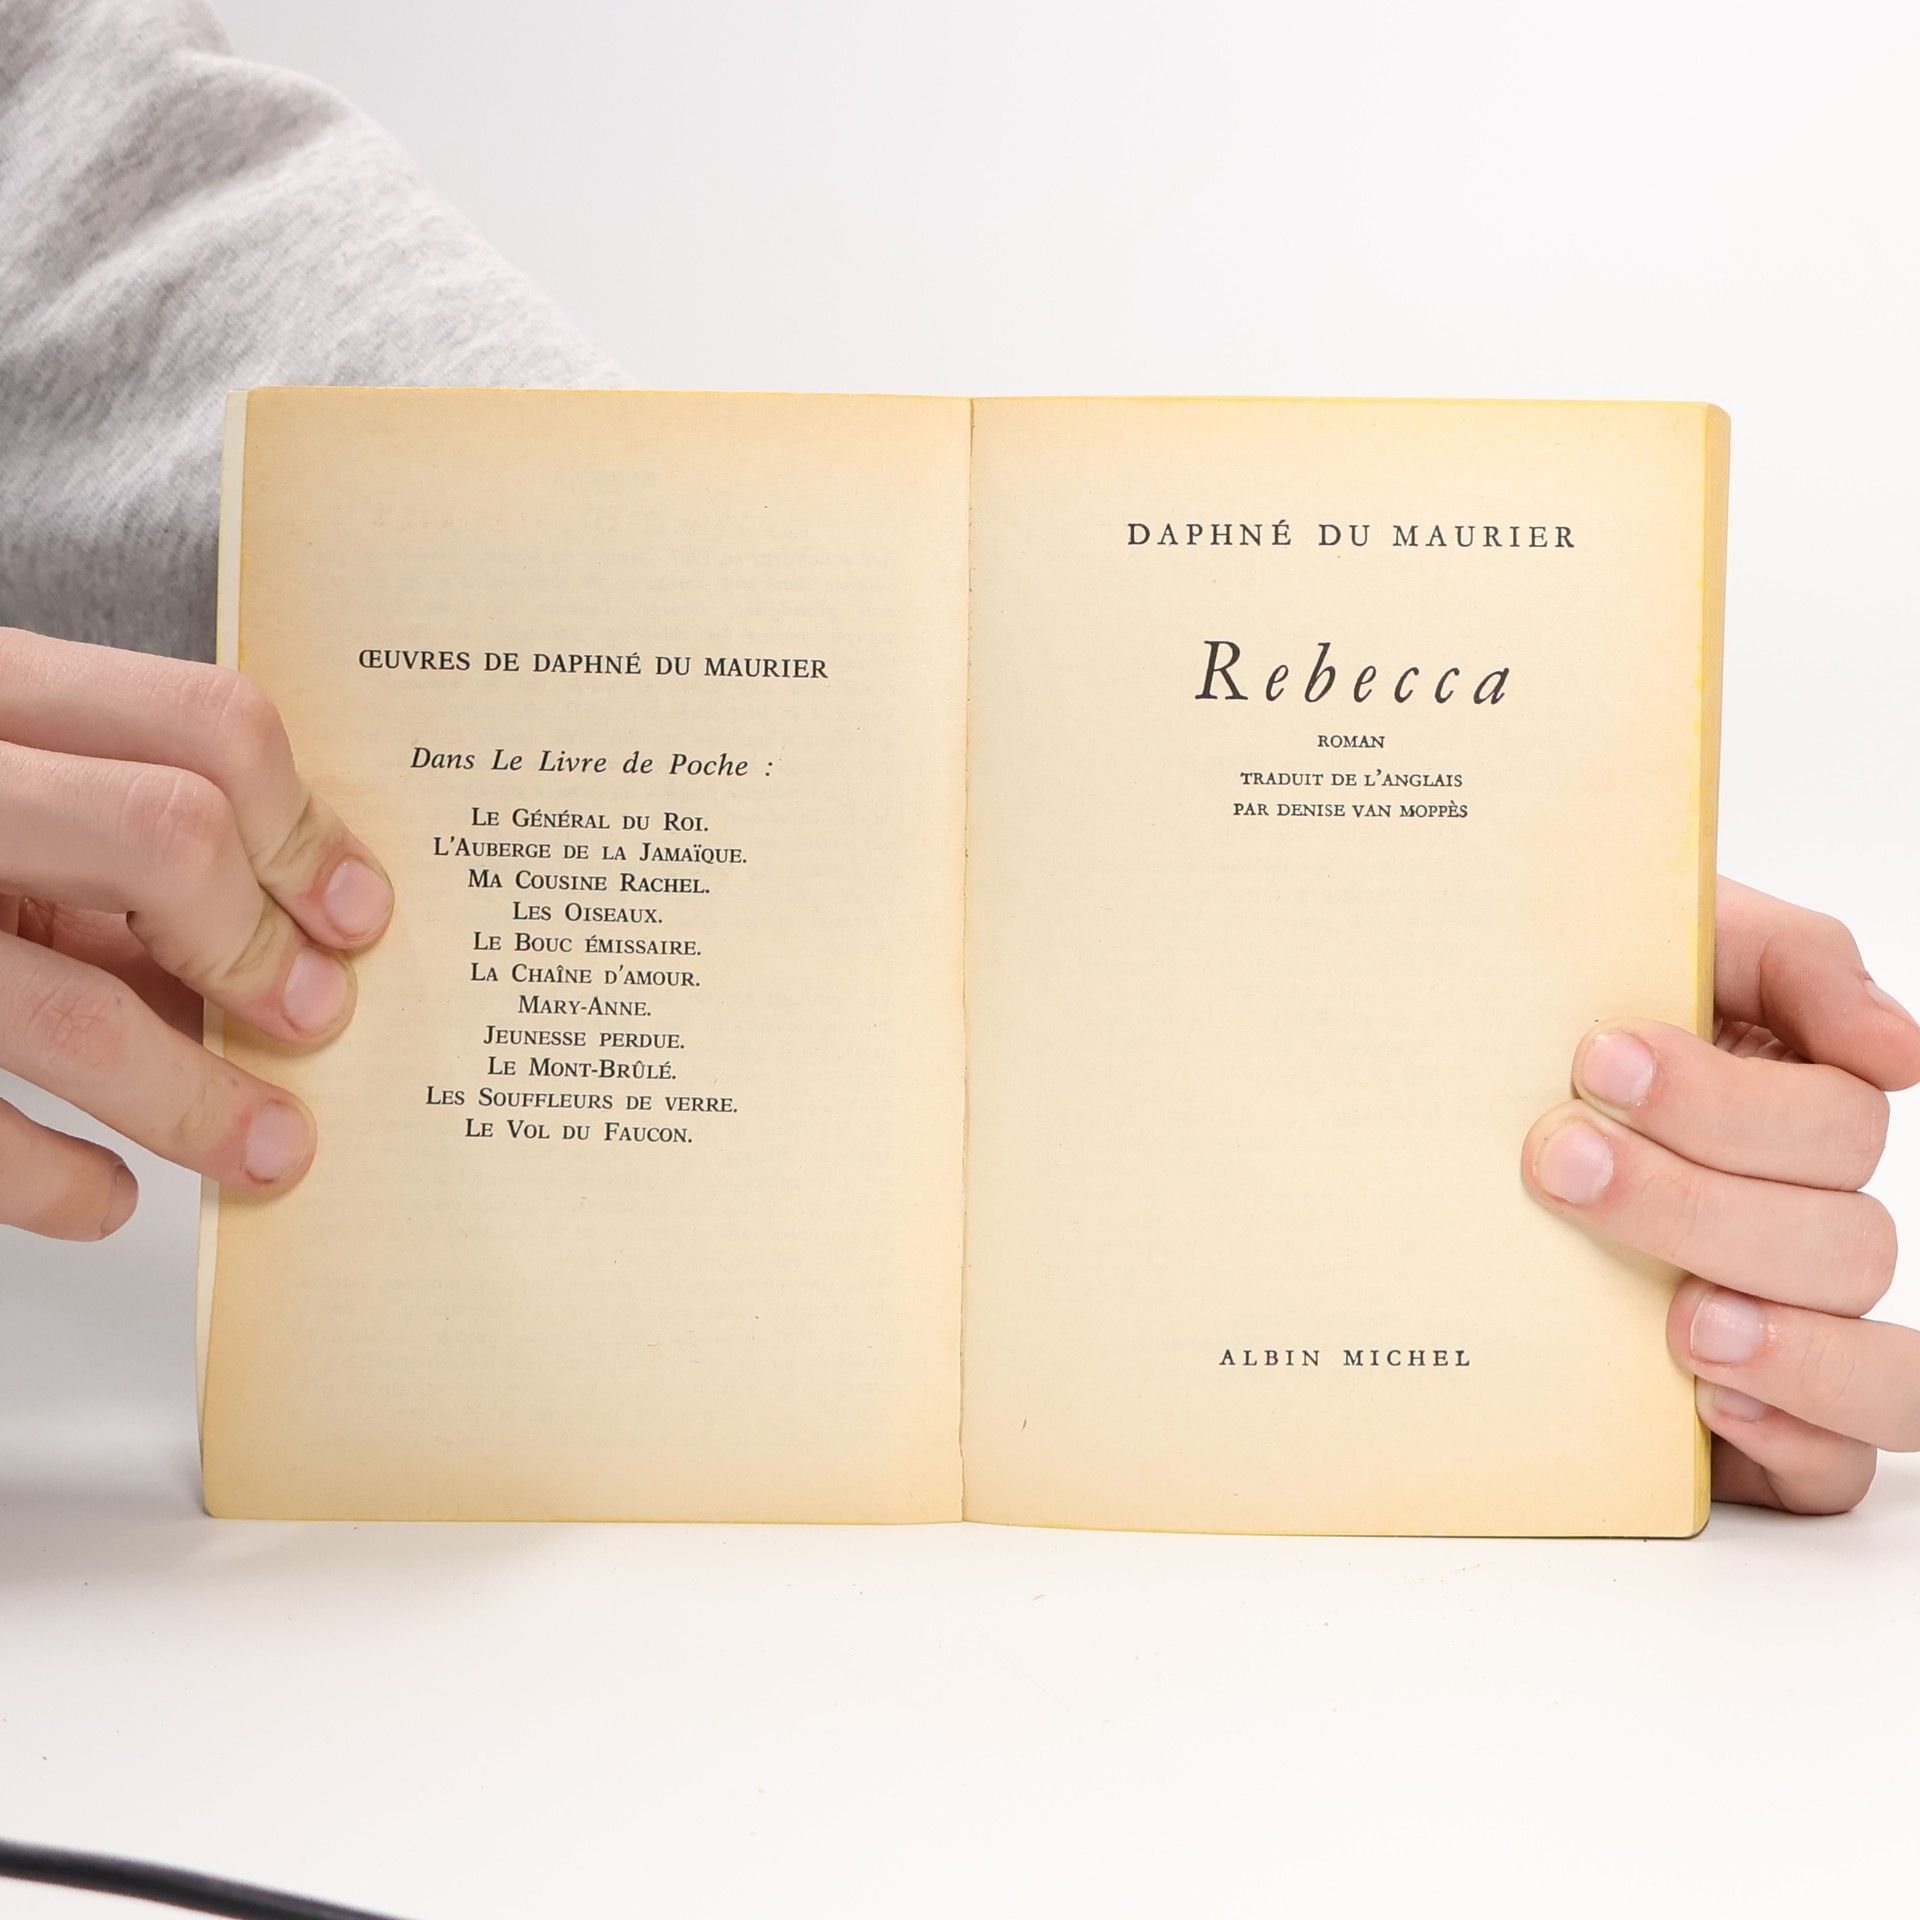 ŒUVRES DE DAPHNÉ DU MAURIER
Dans Le Livre de Poche :
LE GÉNÉRAL DU ROI.
L'AUBERGE DE LA JAMAÏQUE.
MA COUSINE RACHEL.
LES OISEAUX.
LE BOUC ÉMISSAIRE.
LA CHAÎNE D'AMOUR.
MARY-ANNE.
JEUNESSE PERDUE.
LE MONT-BRÛLÉ.
LES SOUFFLEURS DE VERRE.
LE VOL DU FAUCON.
DAPHNÉ DU MAURIER
Rebecca
ROMAN
TRADUIT DE L'ANGLAIS
PAR DENISE VAN MOPPÈS
ALBIN MICHEL